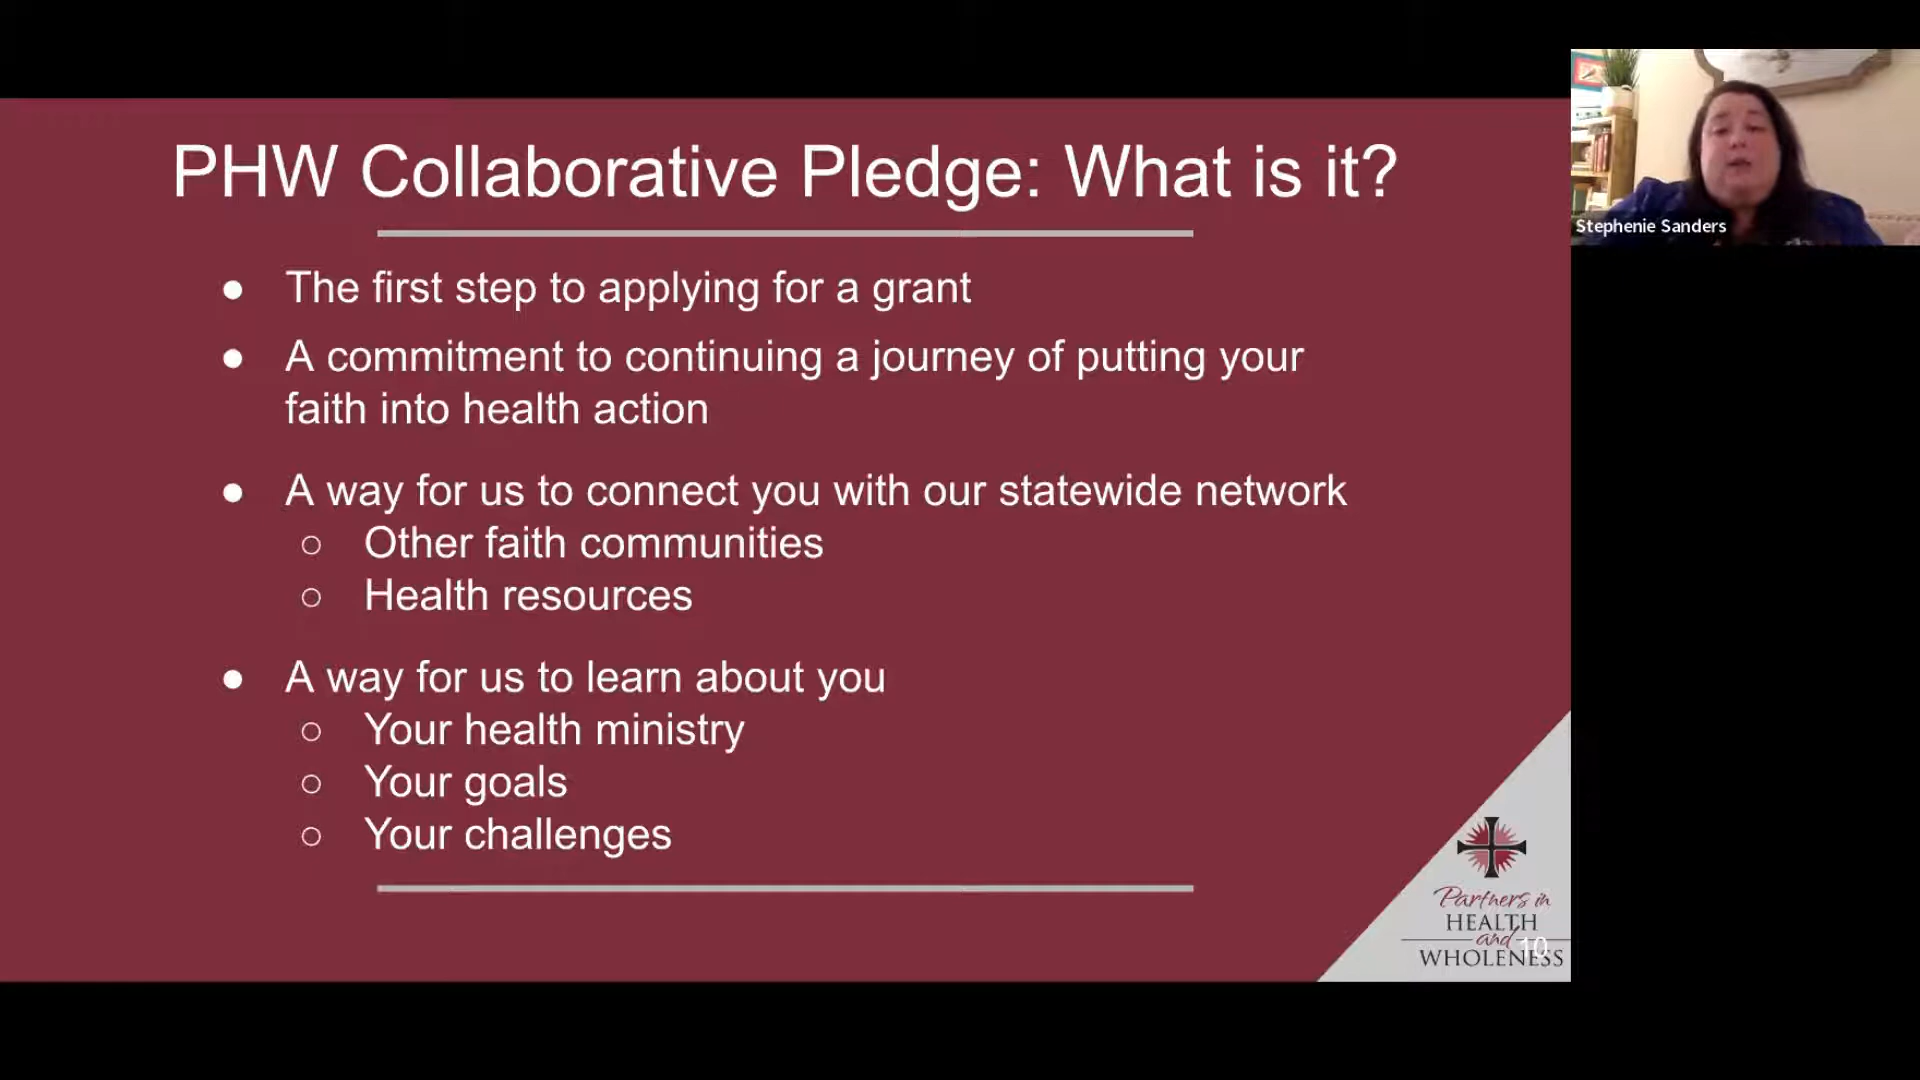 PHW Collaborative Pledge: What is it?
● The first step to applying for a grant
● A commitment to continuing a journey of putting your
faith into health action
● A way for us to connect you with our statewide network
○ Other faith communities
○ Health resources
● A way for us to learn about you
○ Your health ministry
○ Your goals
○ Your challenges
Partners in
HEALTH
and
WHOLENESS
10
Stephenie Sanders